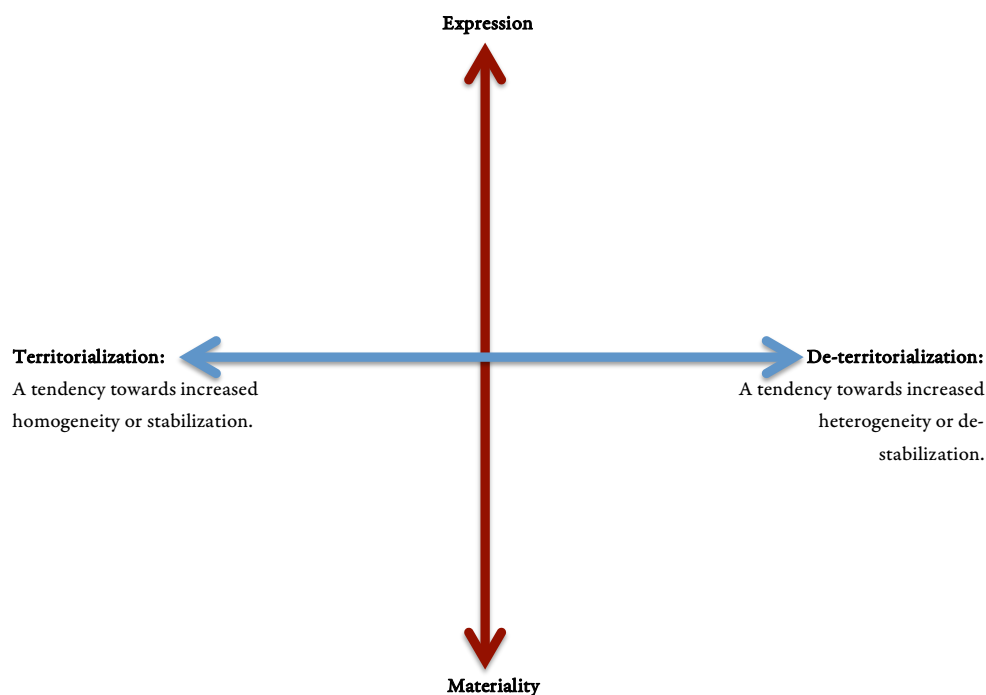 Expression
Territorialization:
A tendency towards increased
homogeneity or stabilization.
De-territorialization:
A tendency towards increased
heterogeneity or de-
stabilization.
Materiality